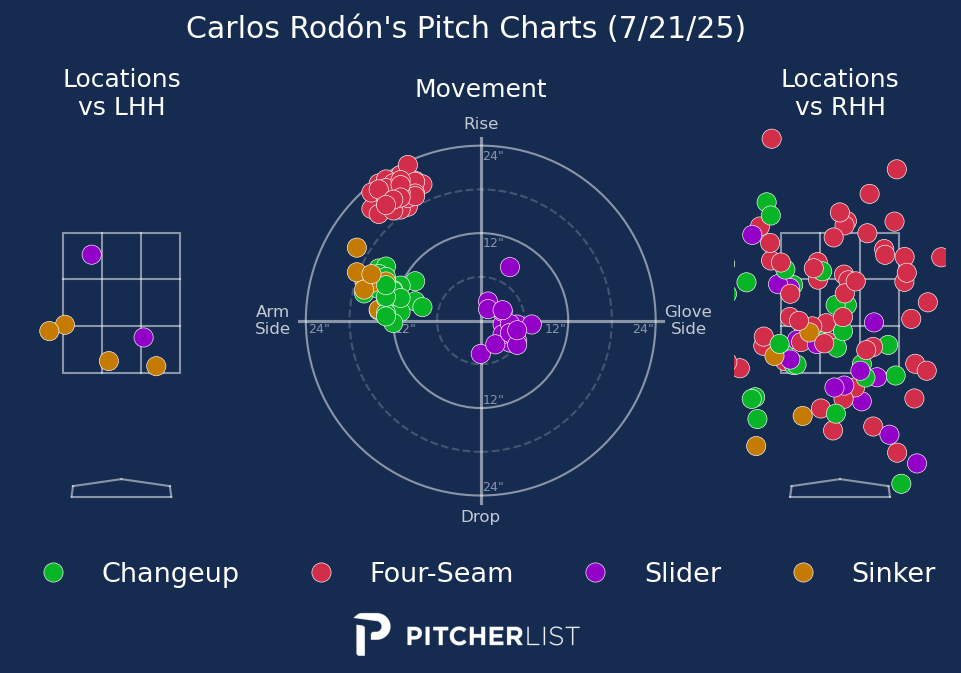 Carlos Rodón's Pitch Charts (7/21/25)
Locations
vs LHH
Movement
Locations
vs RHH
Rise
24"
12"
Arm
Side
24"
12"
12"
24"
Glove
Side
12"
24"
Drop
Changeup
Four-Seam
Slider
Sinker
PITCHERLIST